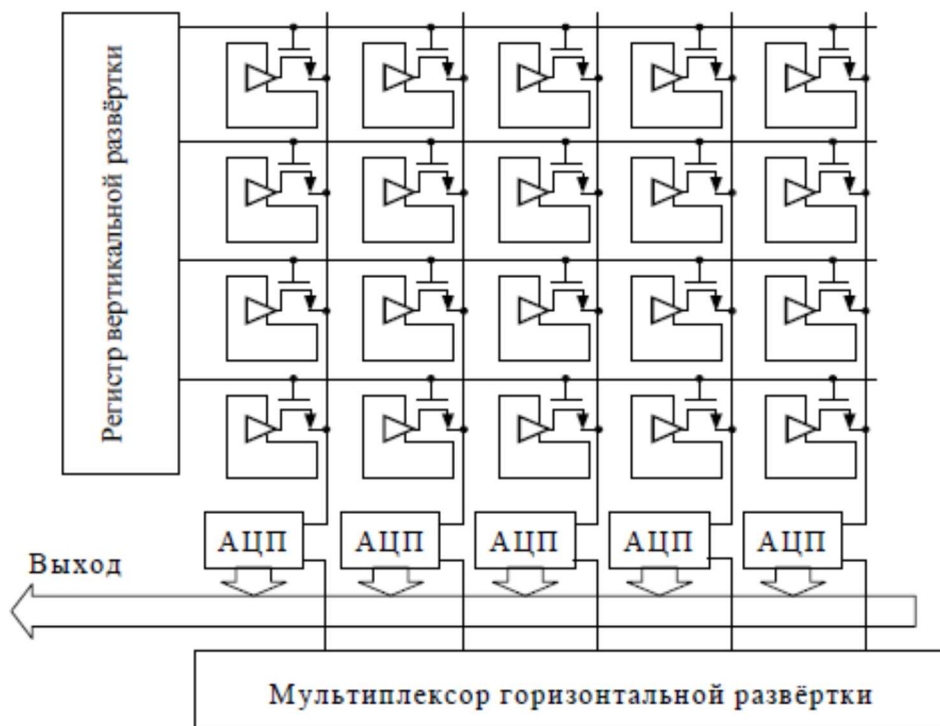 Регистр вертикальной развёртки
АЦП АЦП АЦП АЦП АЦП
Выход
Мультиплексор горизонтальной развёртки